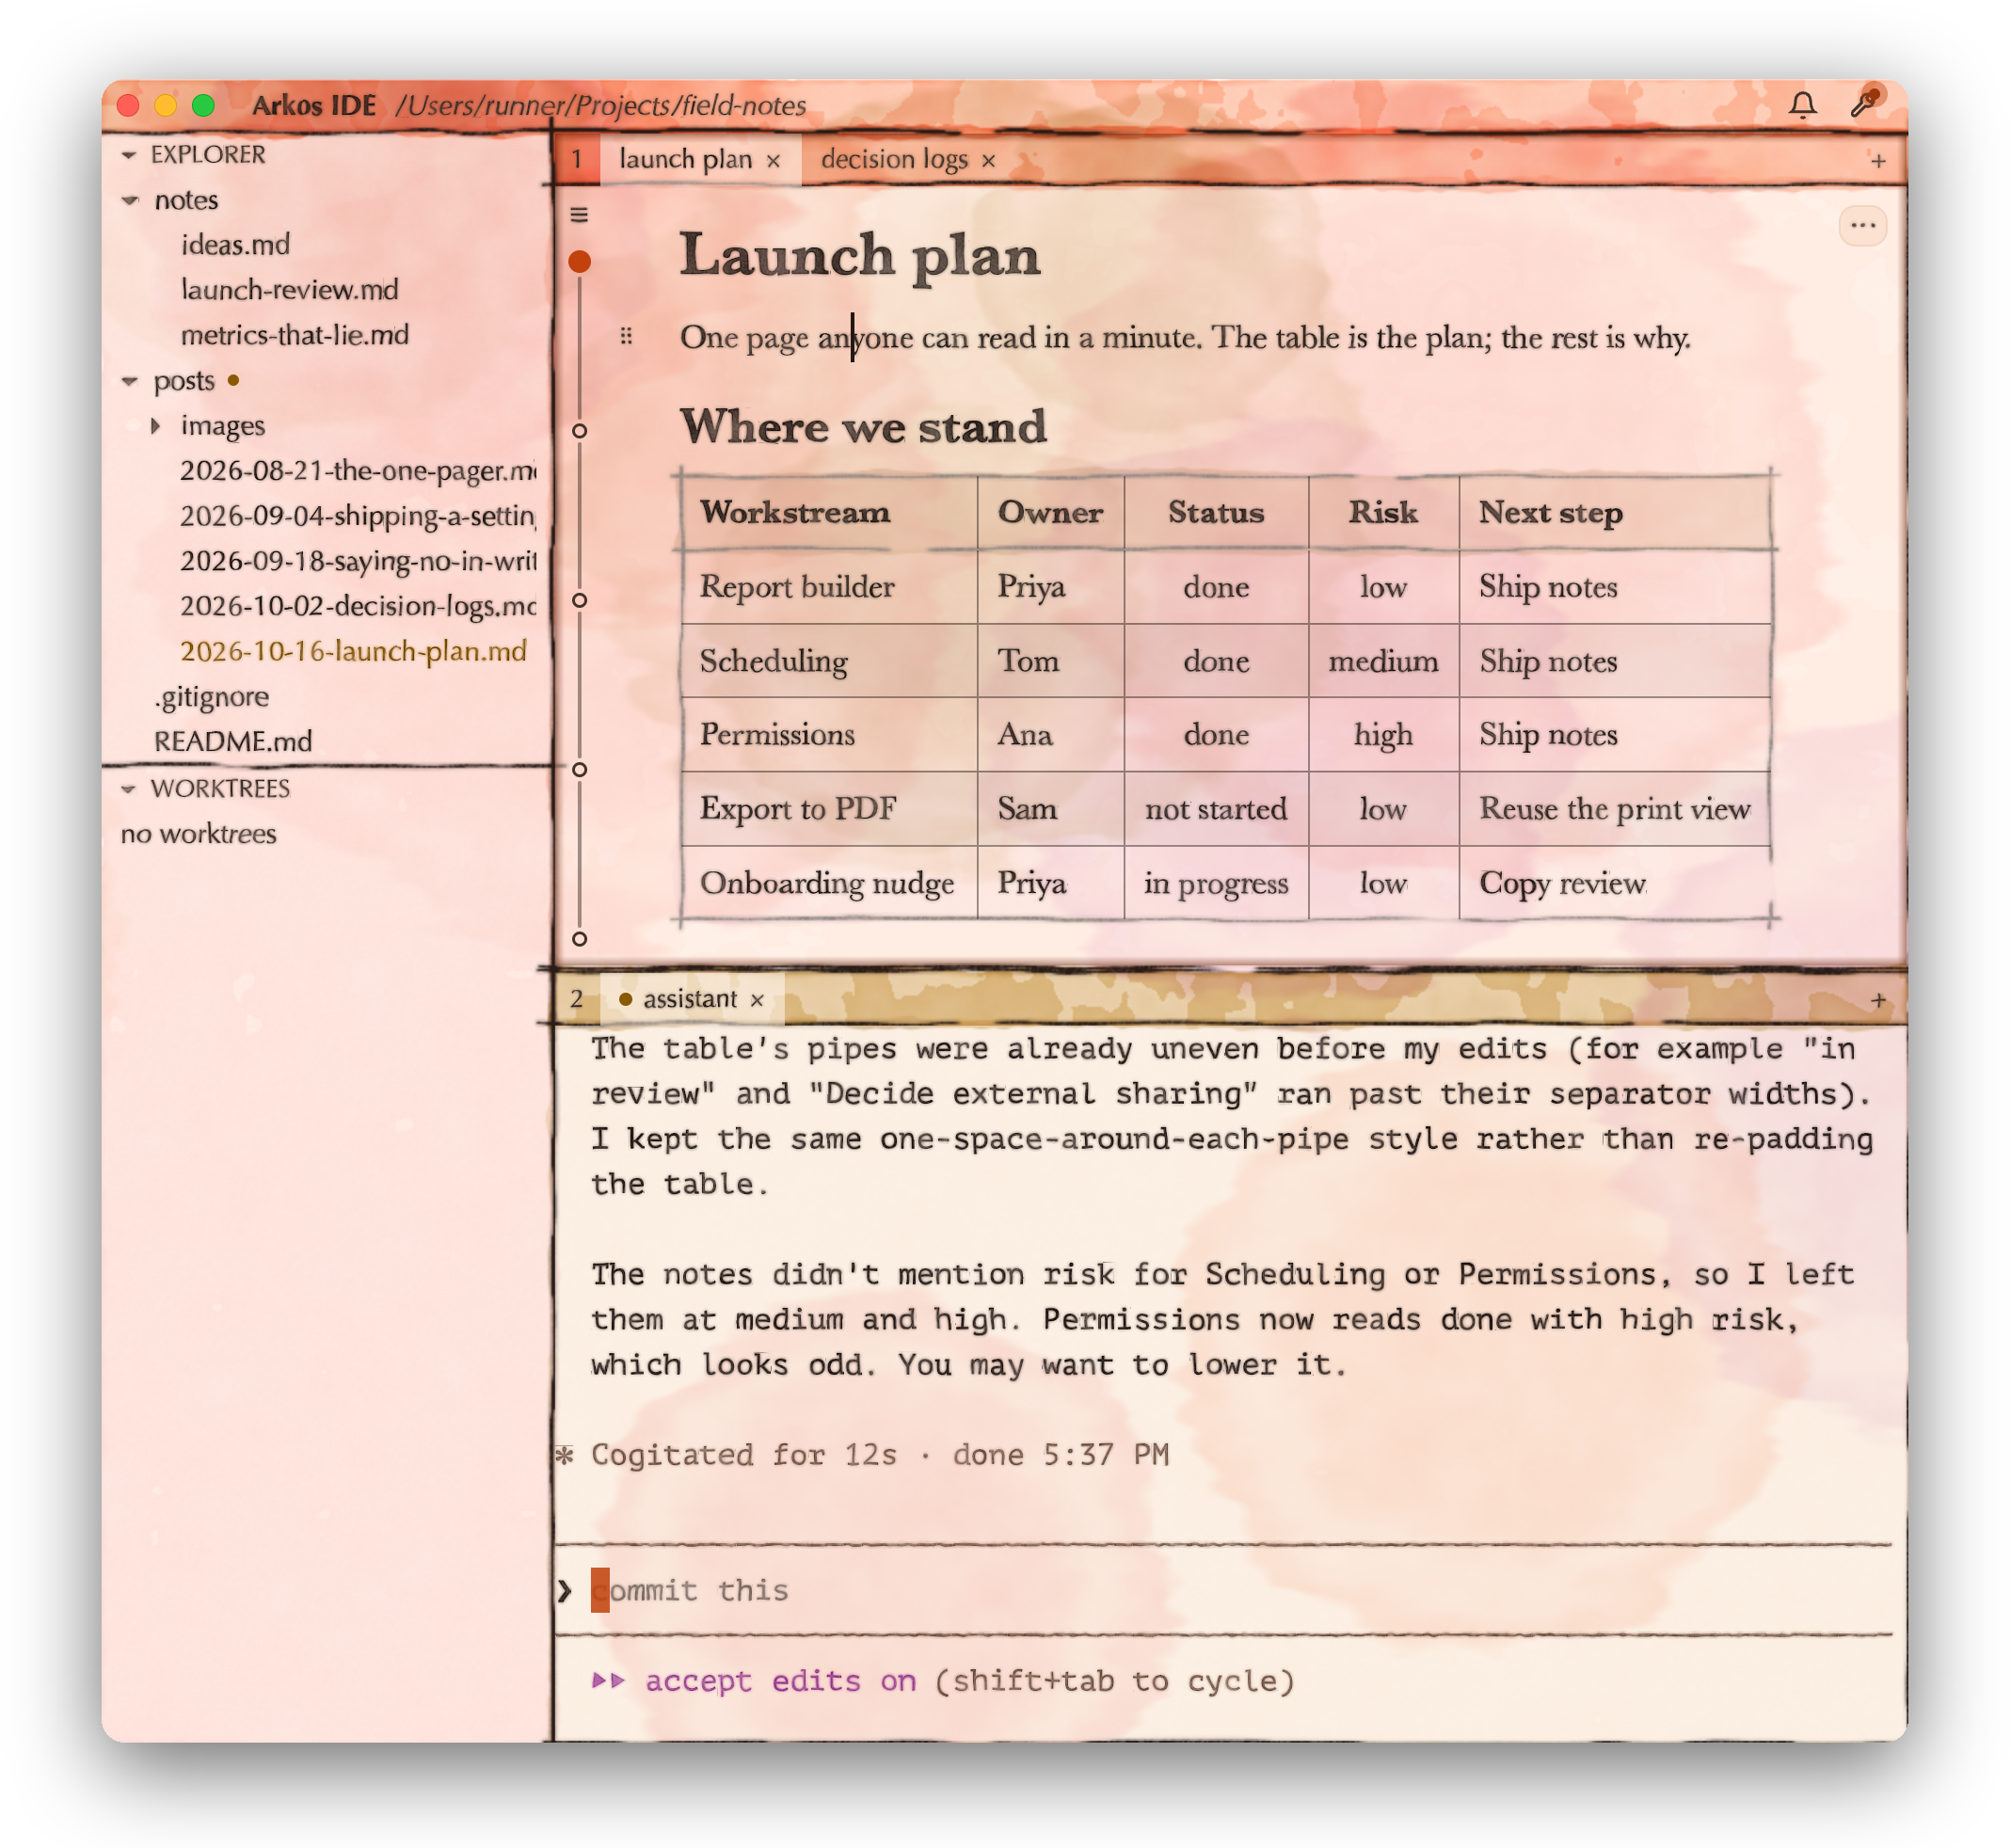 Arkos IDE /Users/runner/Projects/field-notes
EXPLORER
notes
ideas.md
launch-review.md
metrics-that-lie.md
posts
images
2026-08-21-the-one-pager.m
2026-09-04-shipping-a-settin
2026-09-18-saying-no-in-writ
2026-10-02-decision-logs.m
2026-10-16-launch-plan.md
.gitignore
README.md
WORKTREES
no worktrees
1 launch plan × decision logs × +
Launch plan
One page anyone can read in a minute. The table is the plan; the rest is why.
Where we stand
Workstream Owner Status Risk Next step
Report builder Priya done low Ship notes
Scheduling Tom done medium Ship notes
Permissions Ana done high Ship notes
Export to PDF Sam not started low Reuse the print view
Onboarding nudge Priya in progress low Copy review
2 assistant × +
The table's pipes were already uneven before my edits (for example "in
review" and "Decide external sharing" ran past their separator widths).
I kept the same one-space-around-each-pipe style rather than re-padding
the table.
The notes didn't mention risk for Scheduling or Permissions, so I left
them at medium and high. Permissions now reads done with high risk,
which looks odd. You may want to lower it.
✻ Cogitated for 12s · done 5:37 PM
❯ commit this
▸▸ accept edits on (shift+tab to cycle)